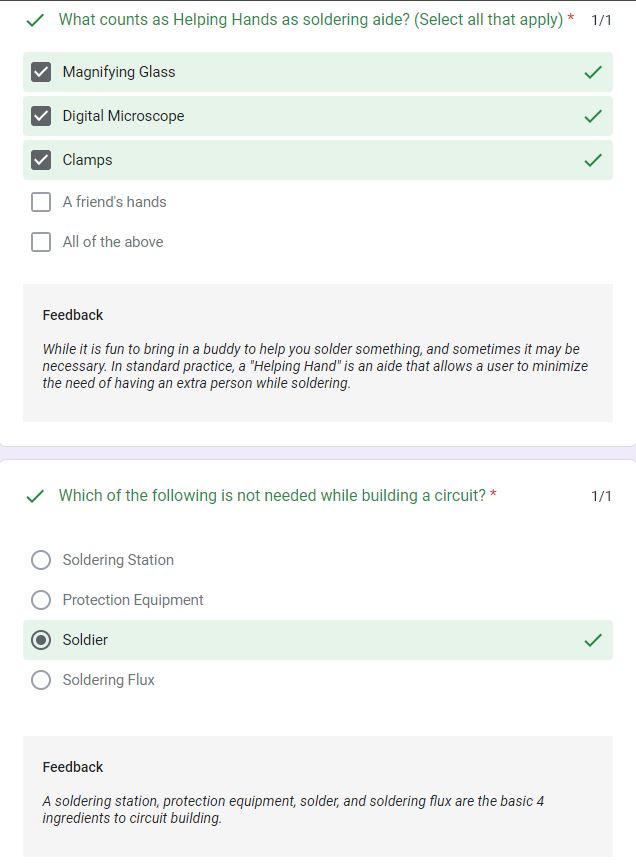 What counts as Helping Hands as soldering aide? (Select all that apply) * 1/1
Magnifying Glass
Digital Microscope
Clamps
A friend's hands
All of the above
Feedback
While it is fun to bring in a buddy to help you solder something, and sometimes it may be
necessary. In standard practice, a "Helping Hand" is an aide that allows a user to minimize
the need of having an extra person while soldering.
Which of the following is not needed while building a circuit? * 1/1
Soldering Station
Protection Equipment
Soldier
Soldering Flux
Feedback
A soldering station, protection equipment, solder, and soldering flux are the basic 4
ingredients to circuit building.